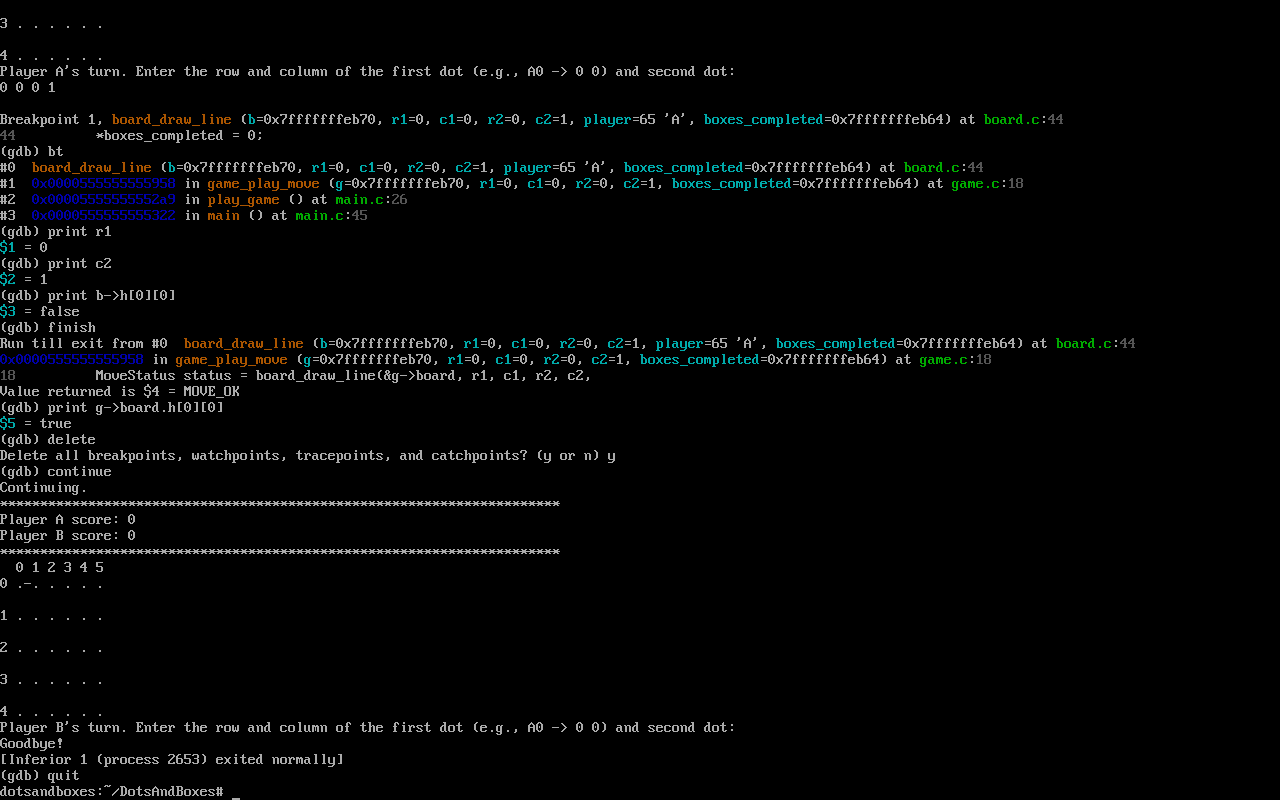 3 . . . . . .
4 . . . . . .
Player A's turn. Enter the row and column of the first dot (e.g., A0 -> 0 0) and second dot:
0 0 0 1
Breakpoint 1, board_draw_line (b=0x7fffffffeb70, r1=0, c1=0, r2=0, c2=1, player=65 'A', boxes_completed=0x7fffffffeb64) at board.c:44
44          *boxes_completed = 0;
(gdb) bt
#0  board_draw_line (b=0x7fffffffeb70, r1=0, c1=0, r2=0, c2=1, player=65 'A', boxes_completed=0x7fffffffeb64) at board.c:44
#1  0x0000555555555958 in game_play_move (g=0x7fffffffeb70, r1=0, c1=0, r2=0, c2=1, boxes_completed=0x7fffffffeb64) at game.c:18
#2  0x00005555555552a9 in play_game () at main.c:26
#3  0x0000555555555322 in main () at main.c:45
(gdb) print r1
$1 = 0
(gdb) print c2
$2 = 1
(gdb) print b->h[0][0]
$3 = false
(gdb) finish
Run till exit from #0  board_draw_line (b=0x7fffffffeb70, r1=0, c1=0, r2=0, c2=1, player=65 'A', boxes_completed=0x7fffffffeb64) at board.c:44
0x0000555555555958 in game_play_move (g=0x7fffffffeb70, r1=0, c1=0, r2=0, c2=1, boxes_completed=0x7fffffffeb64) at game.c:18
18          MoveStatus status = board_draw_line(&g->board, r1, c1, r2, c2,
Value returned is $4 = MOVE_OK
(gdb) print g->board.h[0][0]
$5 = true
(gdb) delete
Delete all breakpoints, watchpoints, tracepoints, and catchpoints? (y or n) y
(gdb) continue
Continuing.
**********************************************************************
Player A score: 0
Player B score: 0
**********************************************************************
  0 1 2 3 4 5
0 .-. . . . .
1 . . . . . .
2 . . . . . .
3 . . . . . .
4 . . . . . .
Player B's turn. Enter the row and column of the first dot (e.g., A0 -> 0 0) and second dot:
Goodbye!
[Inferior 1 (process 2653) exited normally]
(gdb) quit
dotsandboxes:~/DotsAndBoxes# _